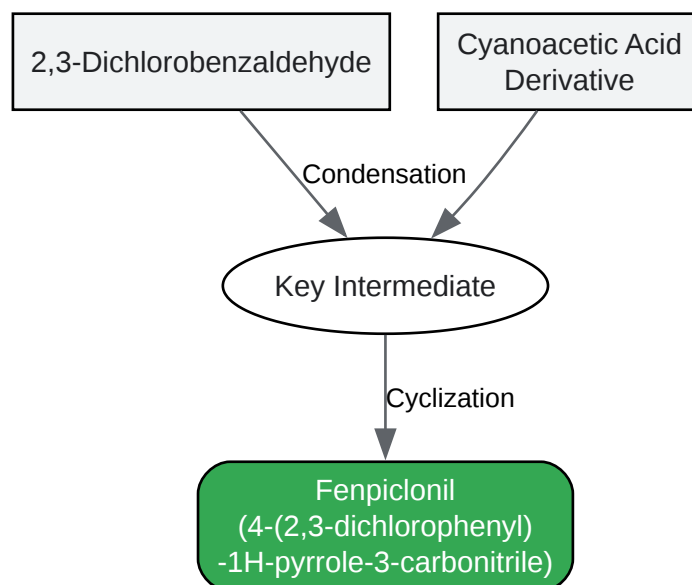 2,3-Dichlorobenzaldehyde
Cyanoacetic Acid
Derivative
Condensation
Key Intermediate
Cyclization
Fenpiclonil
(4-(2,3-dichlorophenyl)
-1H-pyrrole-3-carbonitrile)